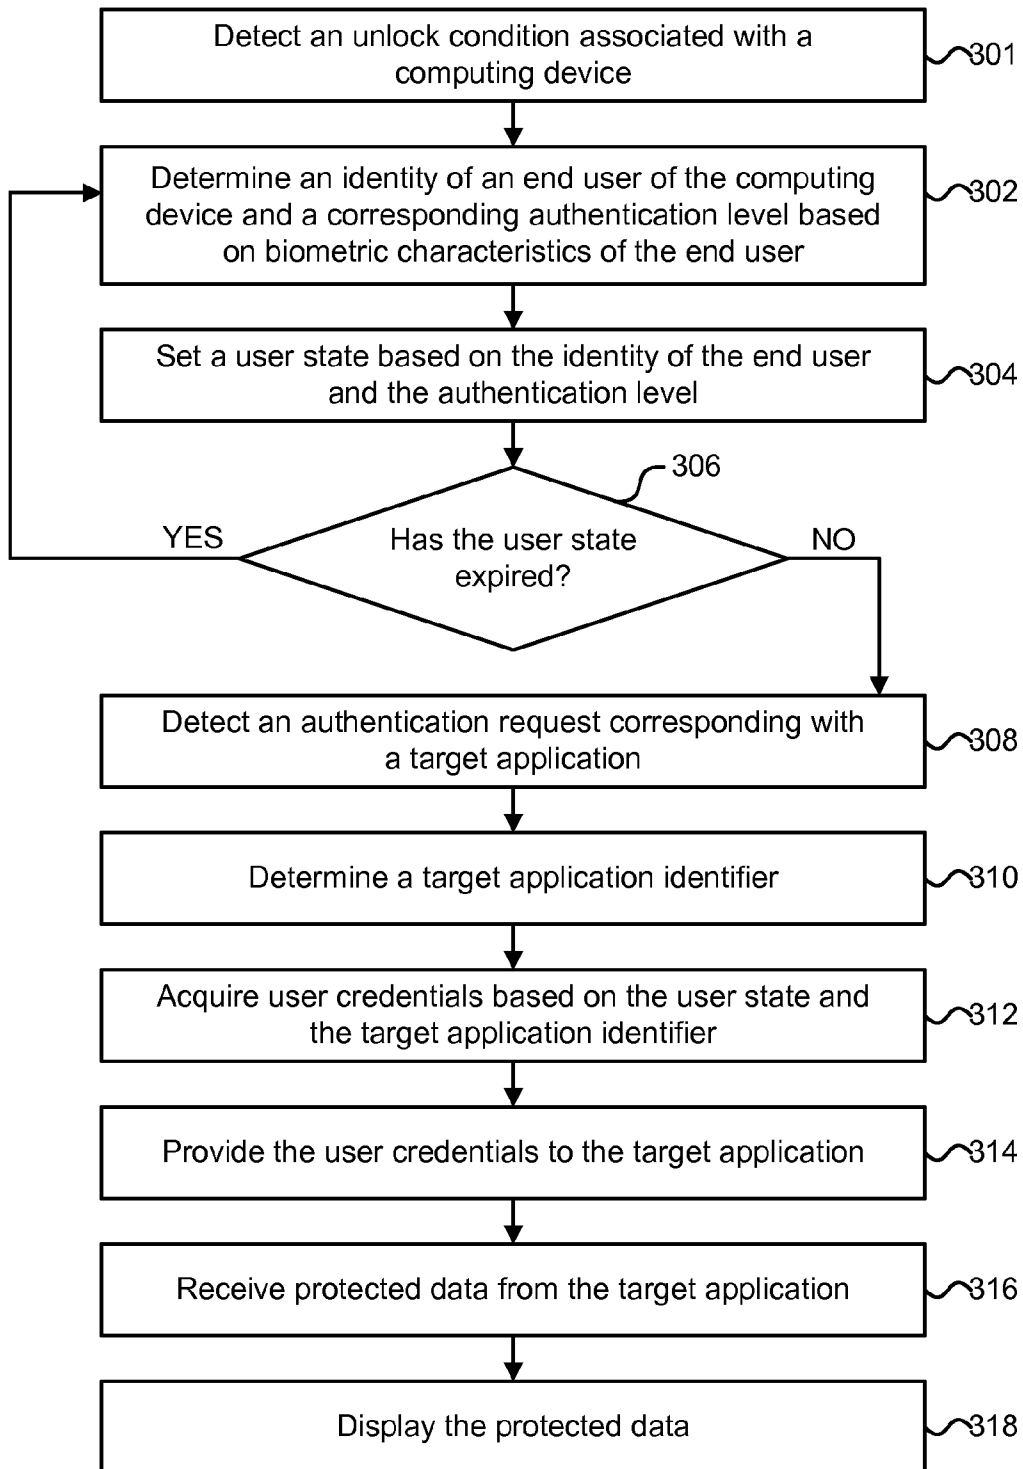 Detect an unlock condition associated with a
computing device
301
Determine an identity of an end user of the computing
device and a corresponding authentication level based
on biometric characteristics of the end user
302
Set a user state based on the identity of the end user
and the authentication level
304
306
YES
Has the user state
expired?
NO
Detect an authentication request corresponding with
a target application
308
Determine a target application identifier
310
Acquire user credentials based on the user state and
the target application identifier
312
Provide the user credentials to the target application
314
Receive protected data from the target application
316
Display the protected data
318